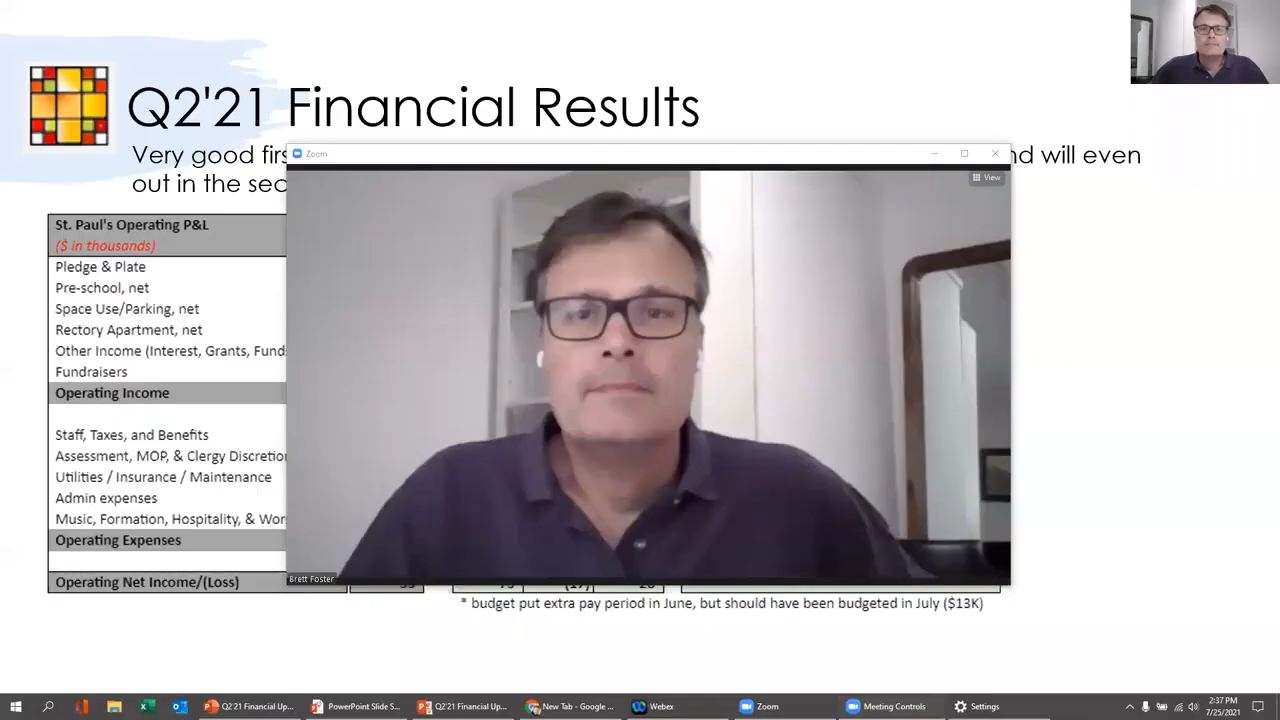 Q2'21 Financial Results
Very good firs nd will even
out in the sec
Zoom
View
St. Paul's Operating P&L
($ in thousands)
Pledge & Plate
Pre-school, net
Space Use/Parking, net
Rectory Apartment, net
Other Income (Interest, Grants, Funds
Fundraisers
Operating Income
Staff, Taxes, and Benefits
Assessment, MOP, & Clergy Discretion
Utilities / Insurance / Maintenance
Admin expenses
Music, Formation, Hospitality, & Wor
Operating Expenses
Brett Foster
Operating Net Income/(Loss)
* budget put extra pay period in June, but should have been budgeted in July ($13K)
Q2'21 Financial Up... PowerPoint Slide S... Q2'21 Financial Up... New Tab - Google ... Webex Zoom Meeting Controls Settings 2:37 PM
7/25/2021